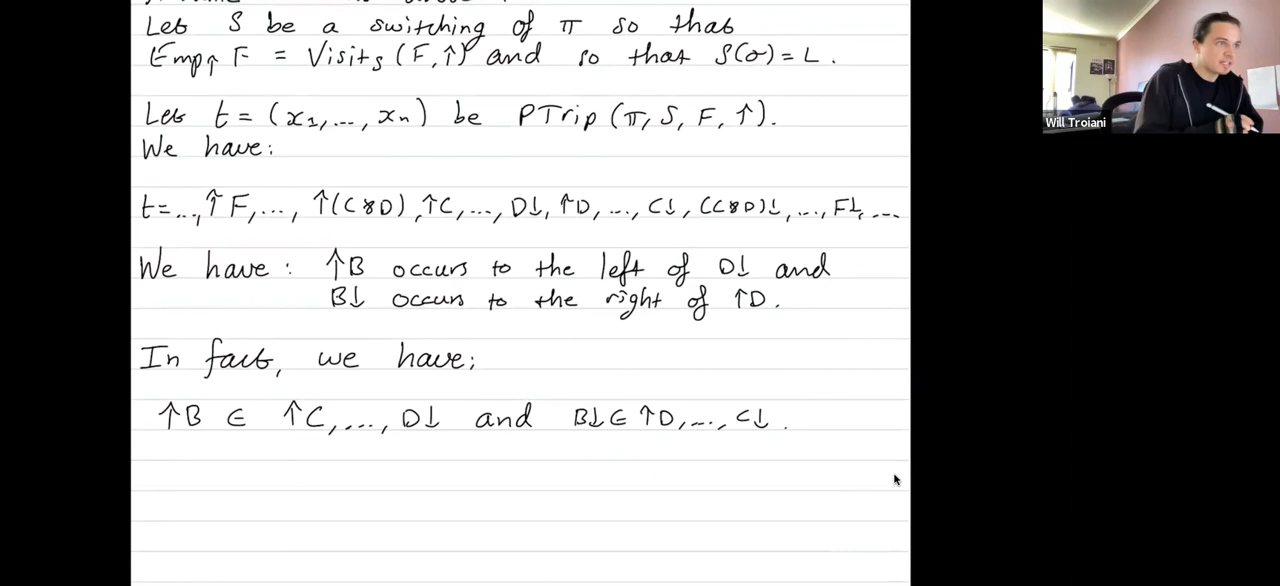 Let S be a switching of π so that
Emp↑ F = Visits (F,↑) and so that S(σ) = L.
Let t = (x₁,..., xₙ) be PTrip (π, S, F, ↑).
We have:
t=..,↑F,..., ↑(C⅋D), ↑C,..., D↓, ↑D, ..., C↓, (C⅋D)↓, ..., F↓, ...
We have: ↑B occurs to the left of D↓ and
B↓ occurs to the right of ↑D.
In fact, we have;
↑B ∈ ↑C,..., D↓ and B↓ ∈ ↑D,..., C↓.
Will Troiani